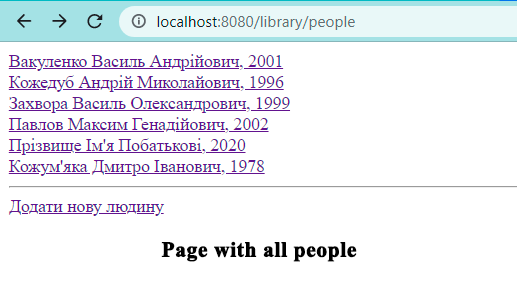 localhost:8080/library/people
Вакуленко Василь Андрійович, 2001
Кожедуб Андрій Миколайович, 1996
Захвора Василь Олександрович, 1999
Павлов Максим Генадійович, 2002
Прізвище Ім'я Побатькові, 2020
Кожум'яка Дмитро Іванович, 1978
Додати нову людину
Page with all people